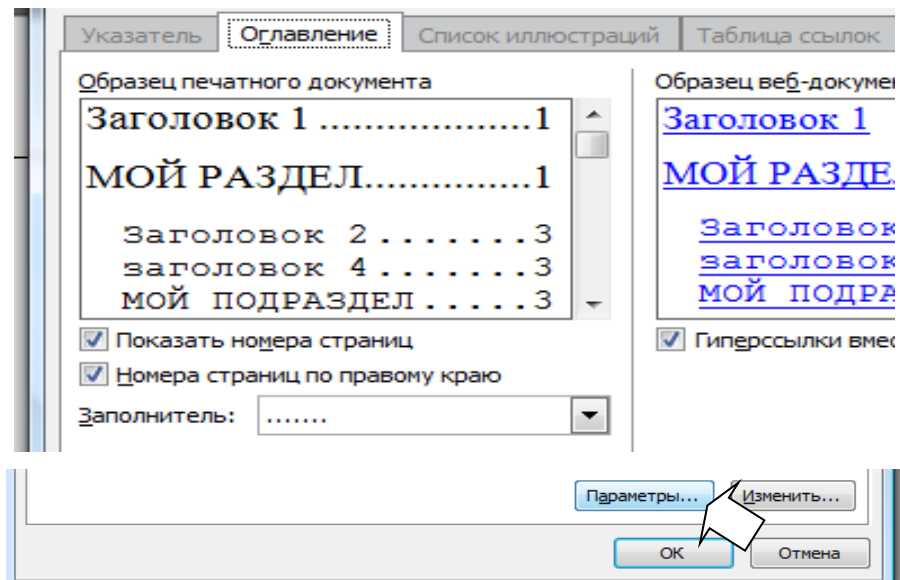 Указатель Оглавление Список иллюстраций Таблица ссылок
Образец печатного документа
Заголовок 1 ...................1
МОЙ РАЗДЕЛ...............1
Заголовок 2.......3
заголовок 4.......3
МОЙ ПОДРАЗДЕЛ.....3
Показать номера страниц
Номера страниц по правому краю
Заполнитель: .......
Образец веб-докуме
Заголовок 1
МОЙ РАЗДЕ
Заголовок
заголовок
МОЙ ПОДРА
Гиперссылки вмес
Параметры... Изменить...
ОК Отмена